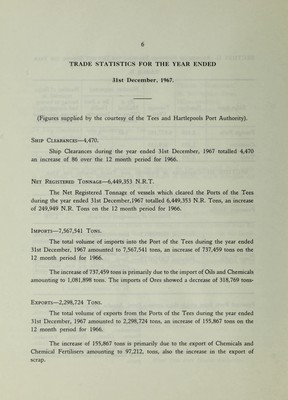 6
TRADE STATISTICS FOR THE YEAR ENDED
31st December, 1967.
(Figures supplied by the courtesy of the Tees and Hartlepools Port Authority).
Ship Clearances—4,470.
Ship Clearances during the year ended 31st December, 1967 totalled 4,470
an increase of 86 over the 12 month period for 1966.
Net Registered Tonnage—6,449,353 N.R.T.
The Net Registered Tonnage of vessels which cleared the Ports of the Tees
during the year ended 31st December,1967 totalled 6,449,353 N.R. Tons, an increase
of 249,949 N.R. Tons on the 12 month period for 1966.
Imports—7,567,541 Tons.
The total volume of imports into the Port of the Tees during the year ended
31st December, 1967 amounted to 7,567,541 tons, an increase of 737,459 tons on the
12 month period for 1966.
The increase of 737,459 tons is primarily due to the import of Oils and Chemicals
amounting to 1,081,898 tons. The imports of Ores showed a decrease of 318,769 tons-
Exports—2,298,724 Tons.
The total volume of exports from the Ports of the Tees during the year ended
31st December, 1967 amounted to 2,298,724 tons, an increase of 155,867 tons on the
12 month period for 1966.
The increase of 155,867 tons is primarily due to the export of Chemicals and
Chemical Fertilisers amounting to 97,212, tons, also the increase in the export of
scrap.